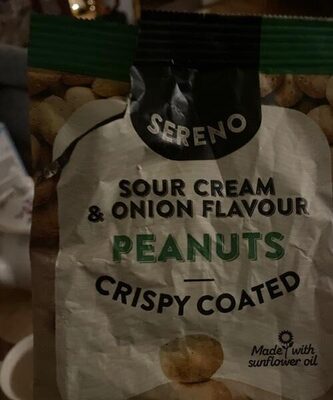 SERENO
SOUR CREAM
& ONION FLAVOUR
PEANUTS
CRISPY COATED
Made with
sunflower oil